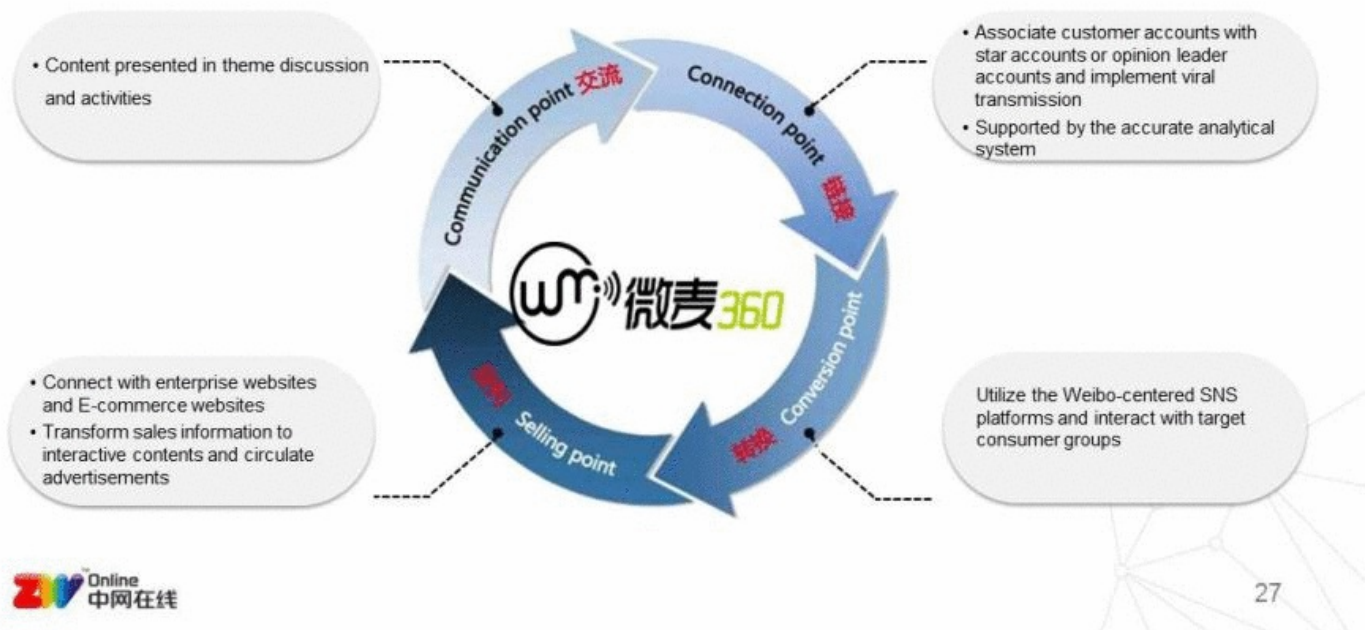 • Content presented in theme discussion
and activities
Communication point 交流
Connection point 链接
• Associate customer accounts with
star accounts or opinion leader
accounts and implement viral
transmission
• Supported by the accurate analytical
system
wm 微麦360
• Connect with enterprise websites
and E-commerce websites
• Transform sales information to
interactive contents and circulate
advertisements
Selling point
Conversion point 转换
Utilize the Weibo-centered SNS
platforms and interact with target
consumer groups
ZW Online
中网在线
27